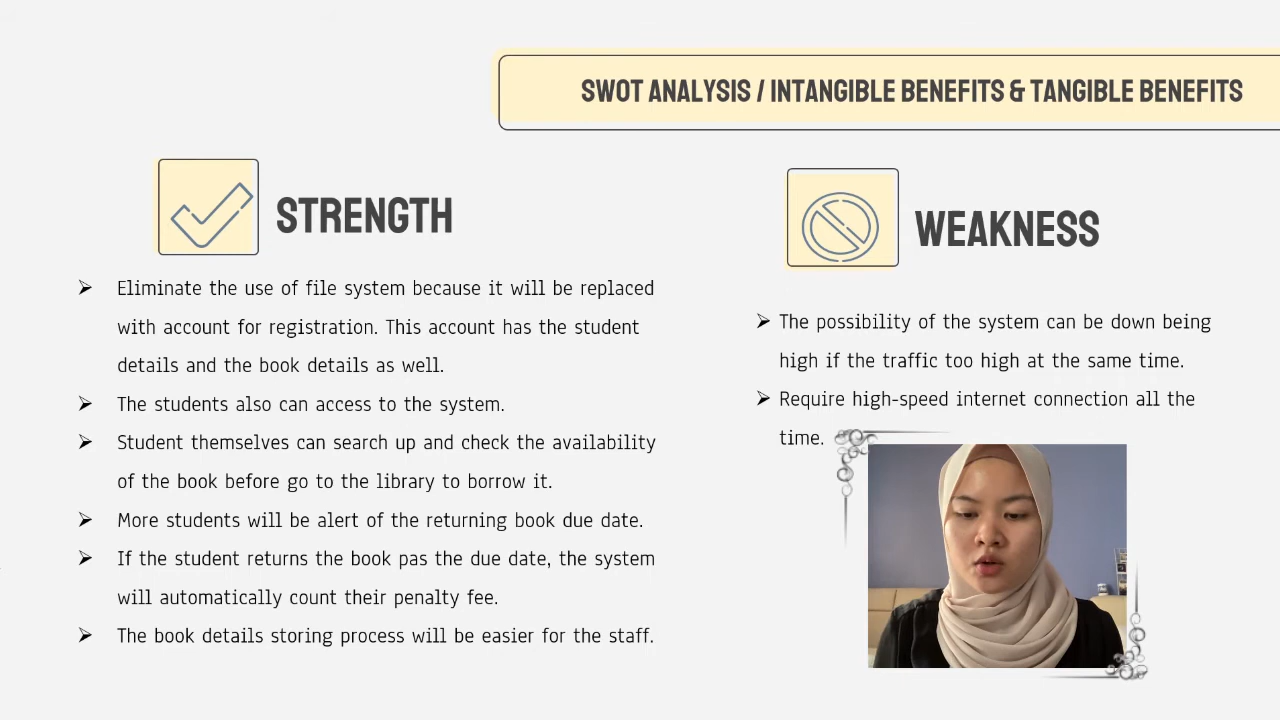 SWOT ANALYSIS / INTANGIBLE BENEFITS & TANGIBLE BENEFITS
STRENGTH
Eliminate the use of file system because it will be replaced
with account for registration. This account has the student
details and the book details as well.
The students also can access to the system.
Student themselves can search up and check the availability
of the book before go to the library to borrow it.
More students will be alert of the returning book due date.
If the student returns the book pas the due date, the system
will automatically count their penalty fee.
The book details storing process will be easier for the staff.
WEAKNESS
The possibility of the system can be down being
high if the traffic too high at the same time.
Require high-speed internet connection all the
time.